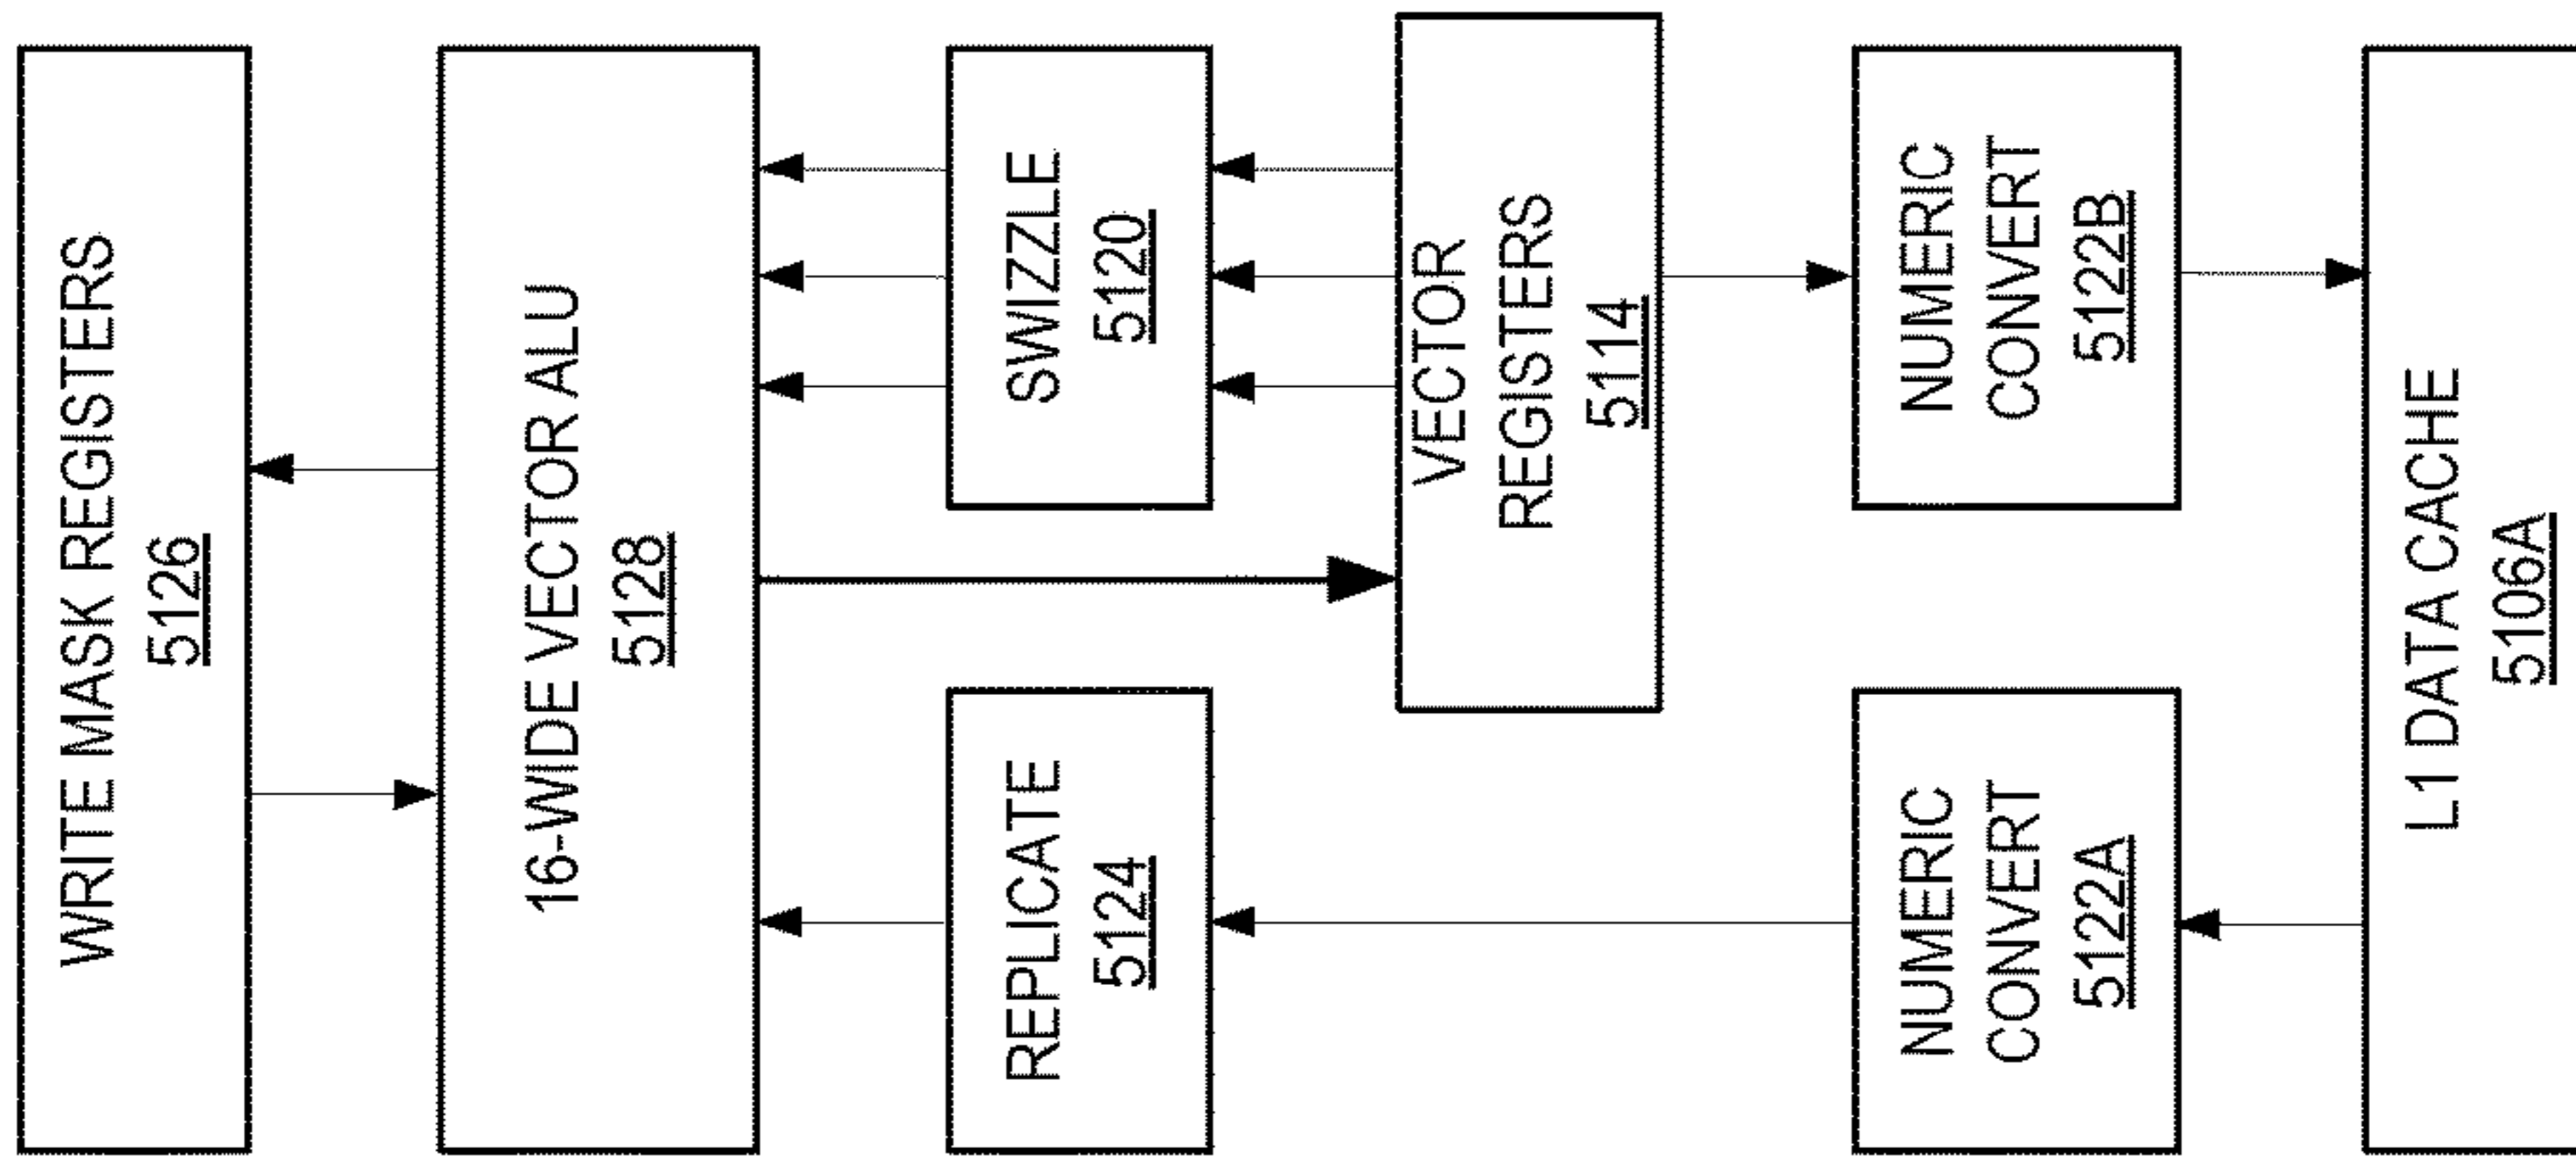 WRITE MASK REGISTERS
5126
16-WIDE VECTOR ALU
5128
REPLICATE
5124
SWIZZLE
5120
VECTOR
REGISTERS
5114
NUMERIC
CONVERT
5122A
NUMERIC
CONVERT
5122B
L1 DATA CACHE
5106A